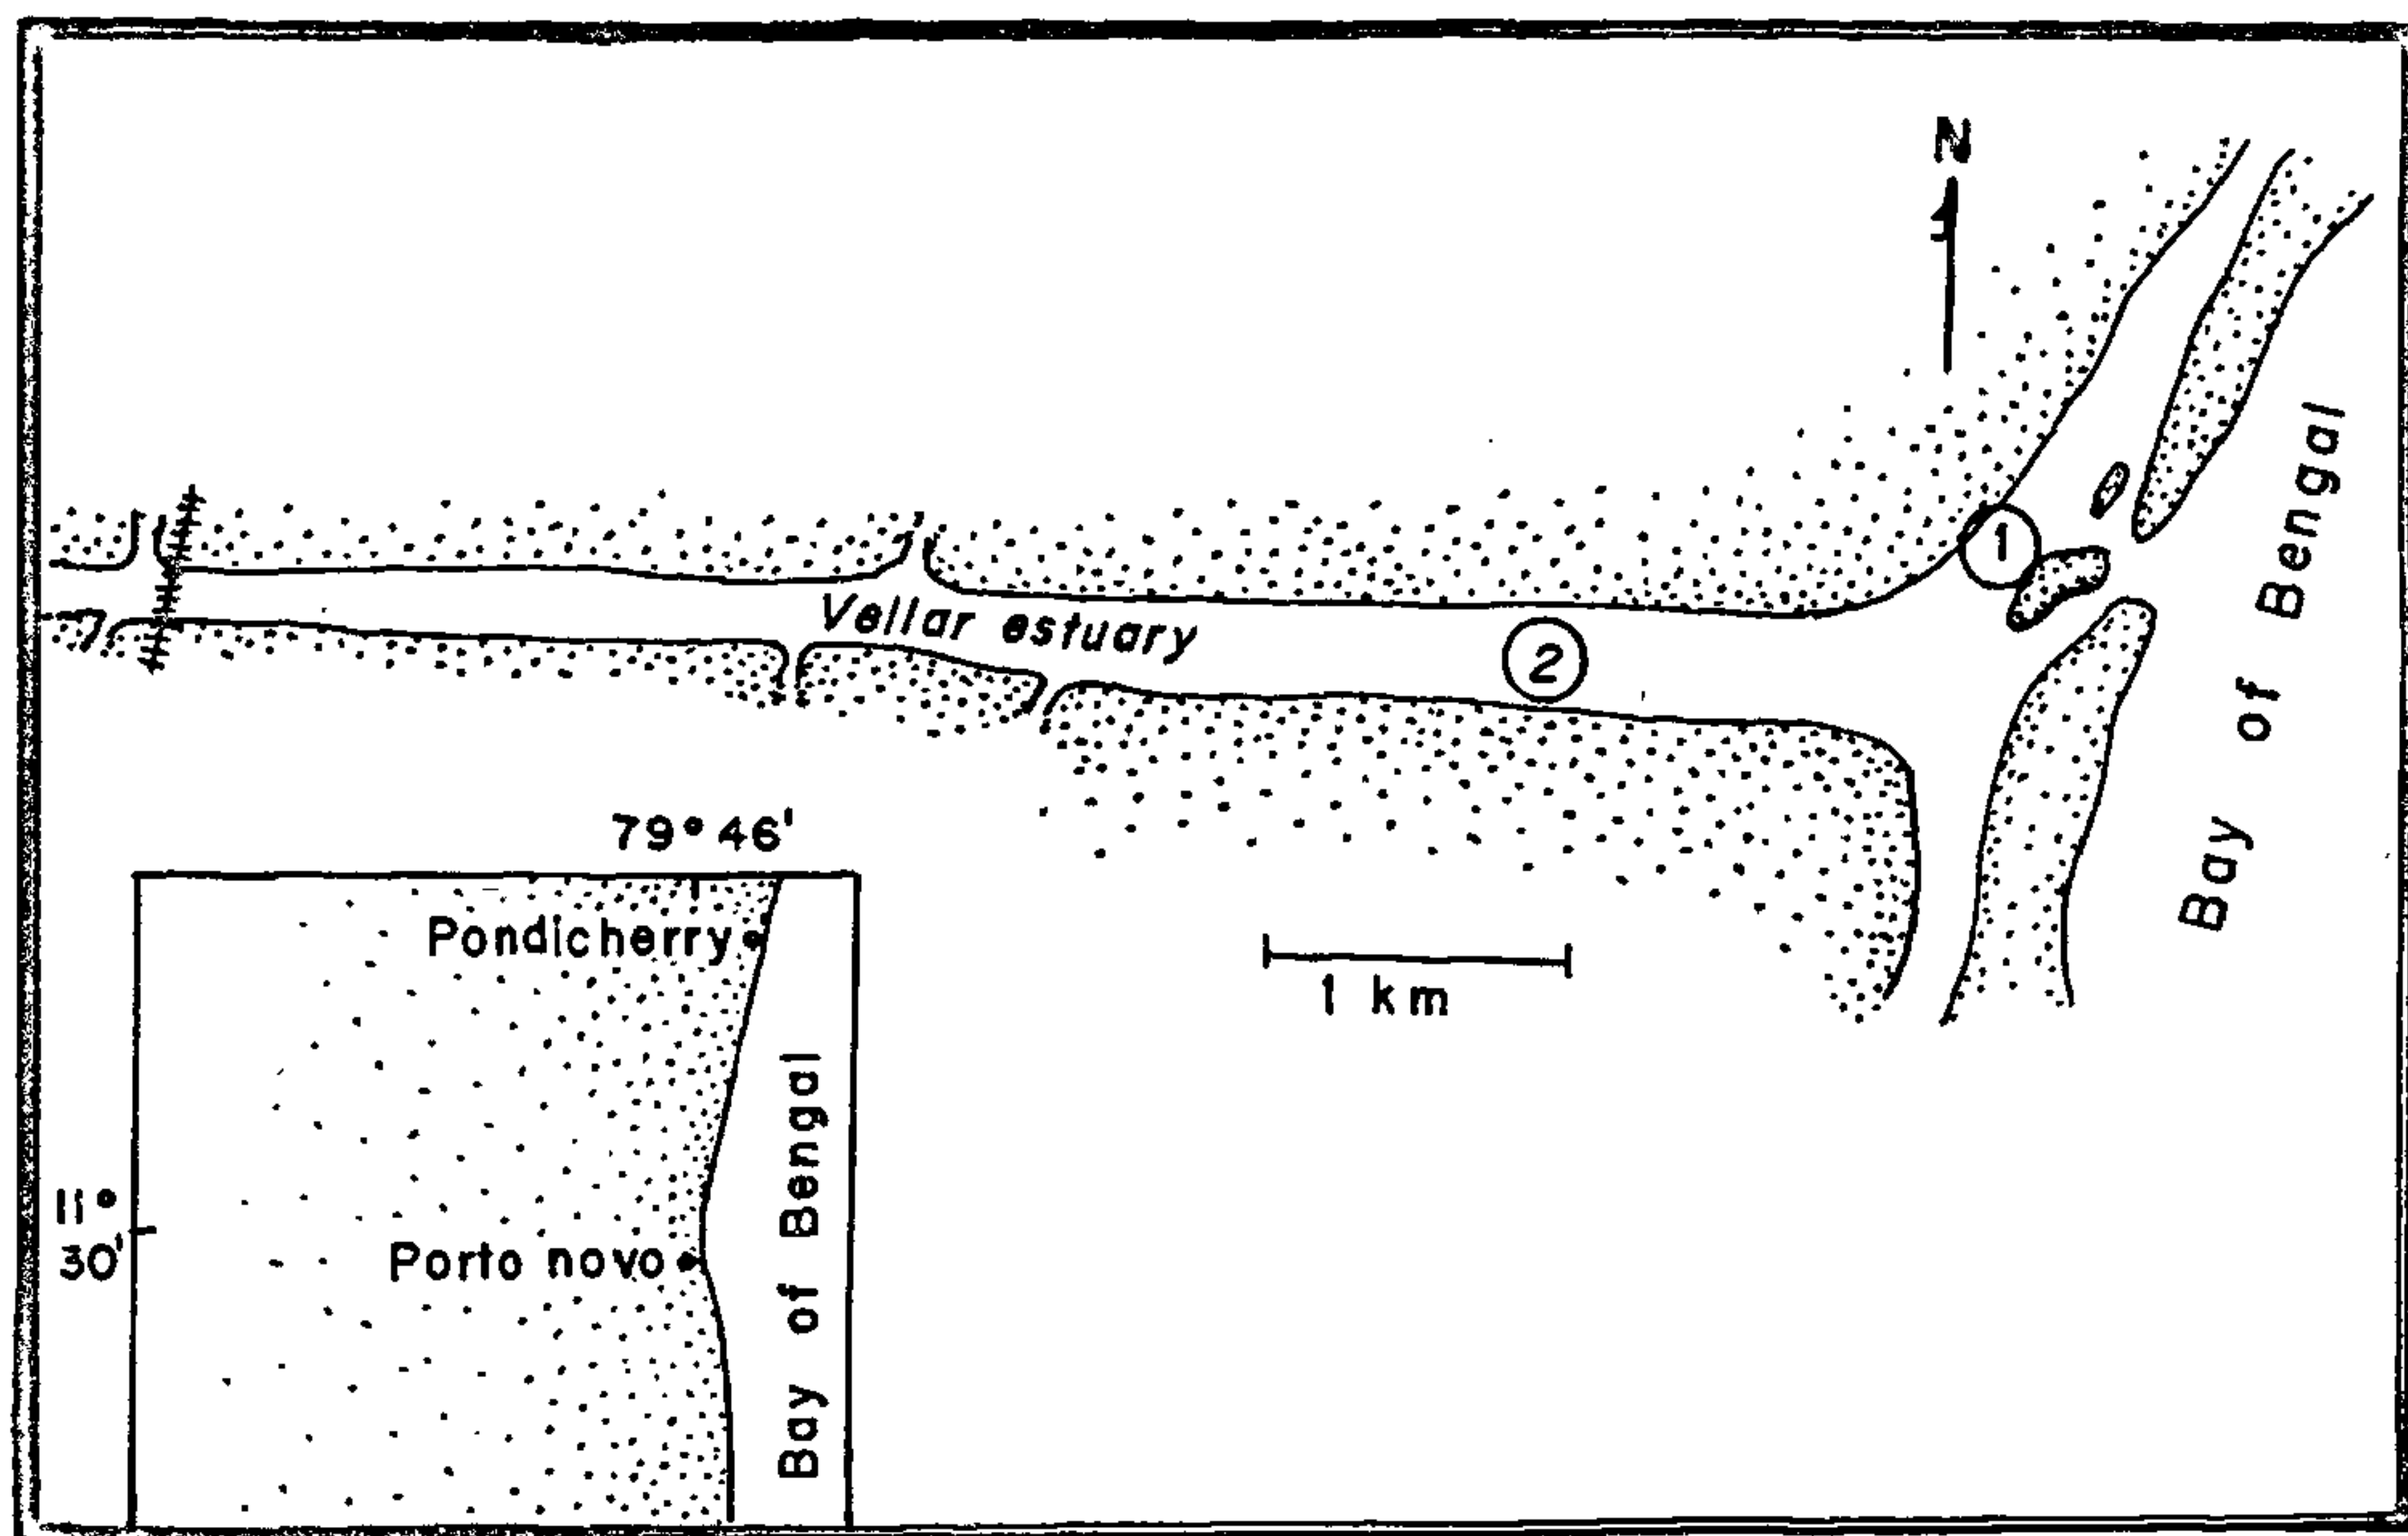 N
1
Vellar estuary
2
Bay of Bengal
1 km
79° 46'
Pondicherry
11°
30'
Porto novo
Bay of Bengal